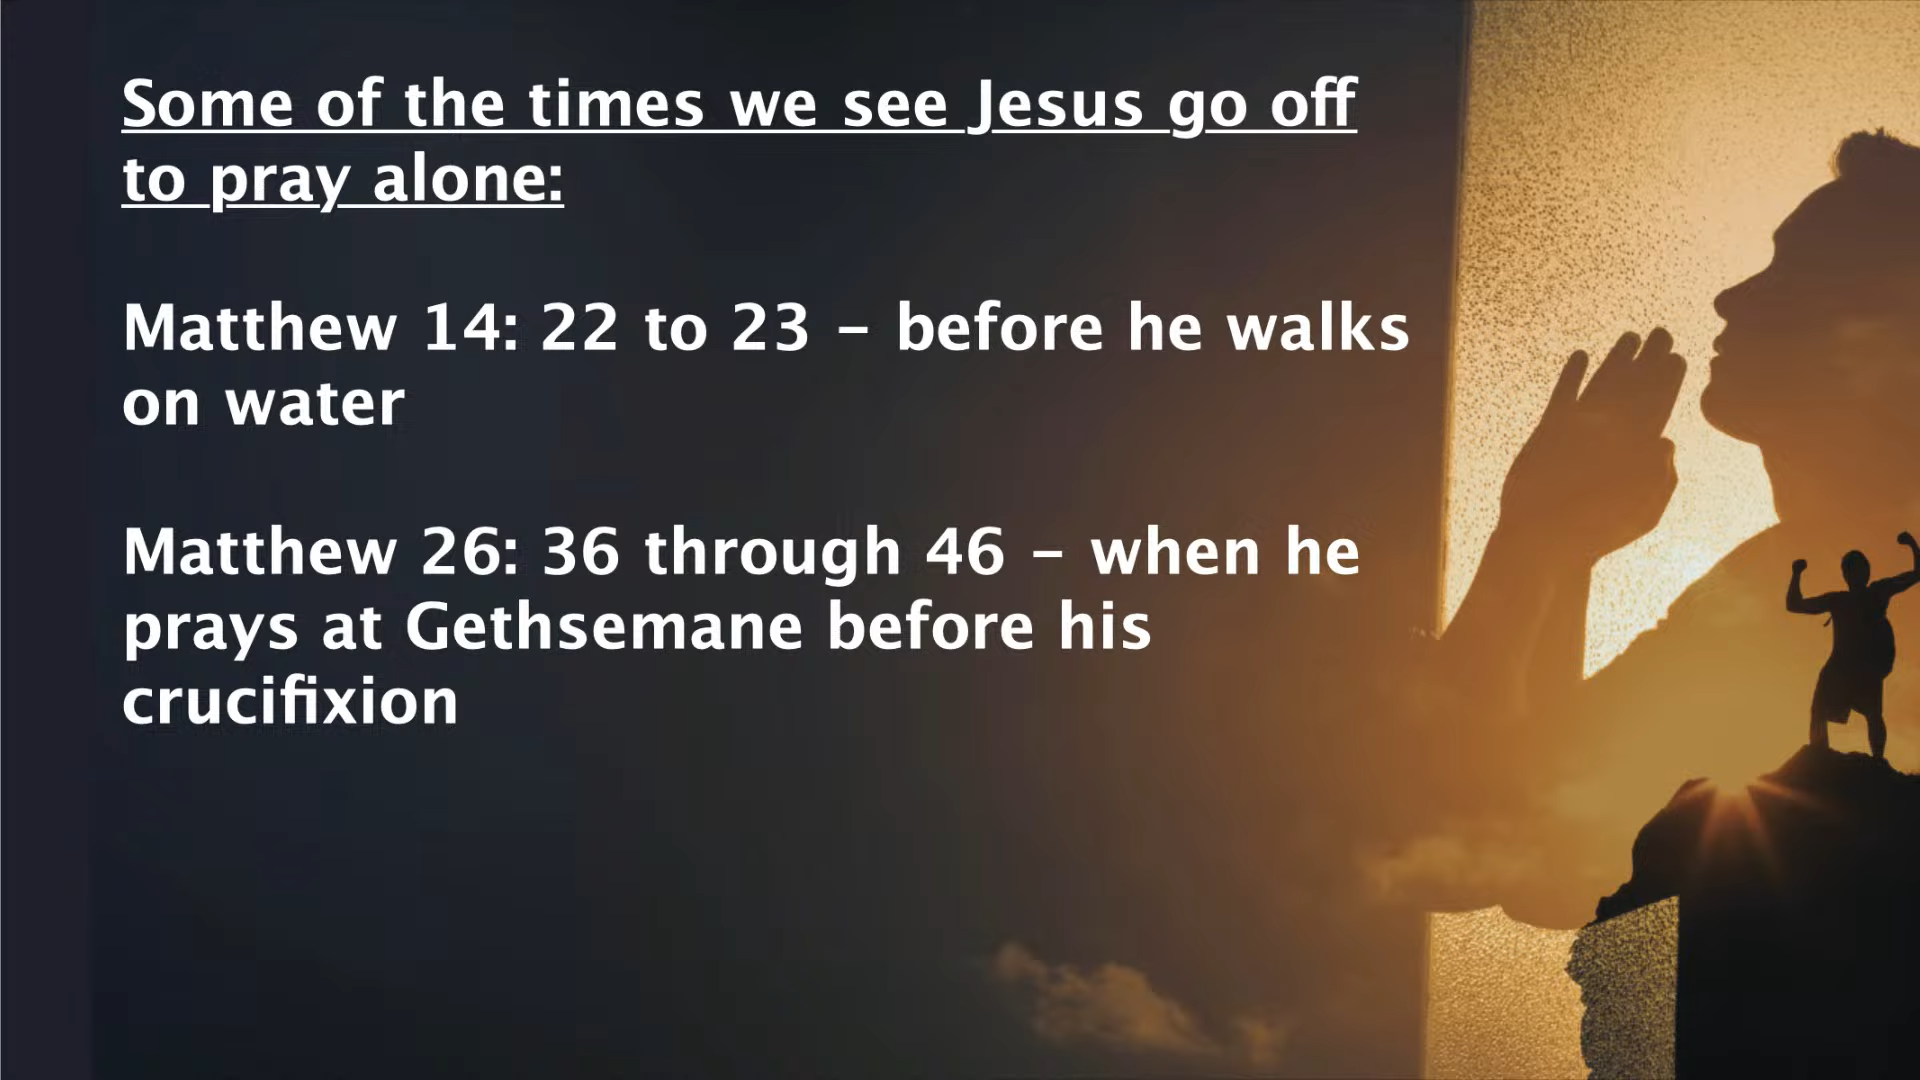 Some of the times we see Jesus go off
to pray alone:
Matthew 14: 22 to 23 – before he walks
on water
Matthew 26: 36 through 46 – when he
prays at Gethsemane before his
crucifixion